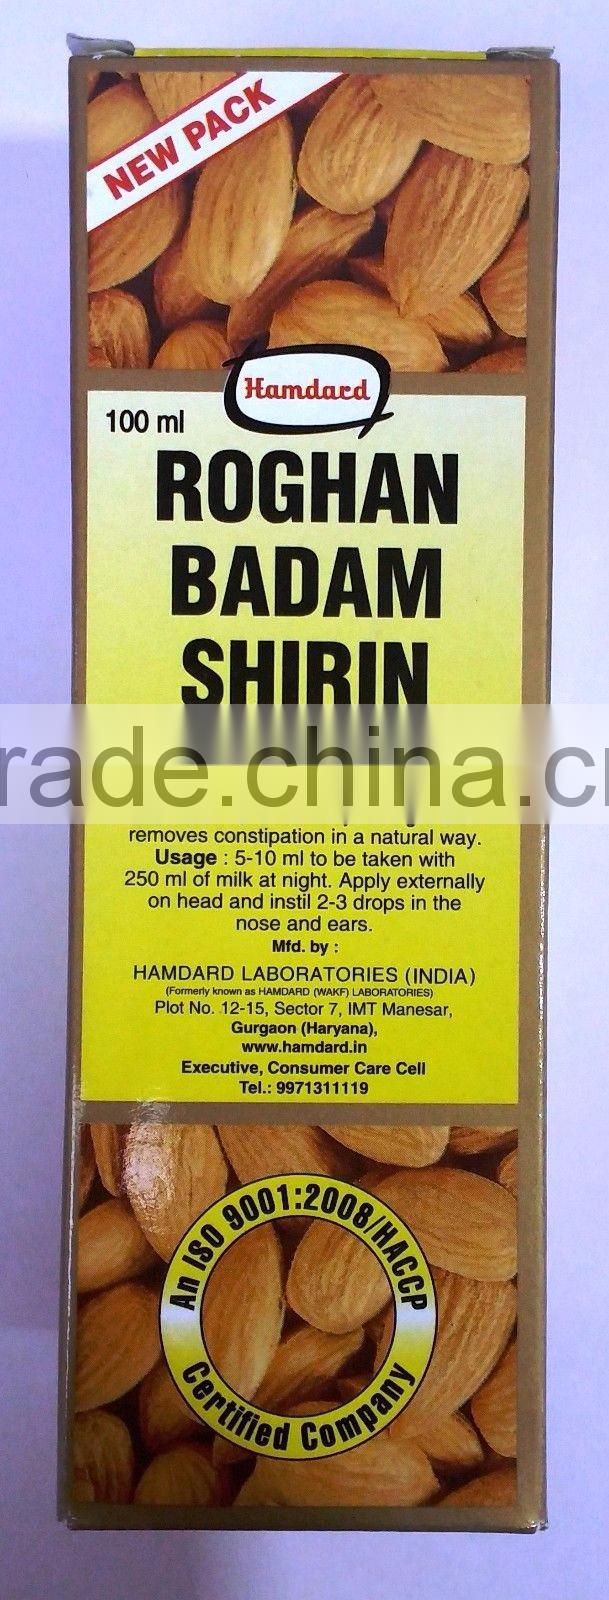 NEW PACK
Hamdard
100 ml
ROGHAN
BADAM
SHIRIN
rade.china.c
removes constipation in a natural way.
Usage : 5-10 ml to be taken with
250 ml of milk at night. Apply externally
on head and instil 2-3 drops in the
nose and ears.
Mfd. by :
HAMDARD LABORATORIES (INDIA)
(Formerly known as HAMDARD (WAKF) LABORATORIES)
Plot No. 12-15, Sector 7, IMT Manesar,
Gurgaon (Haryana),
www.hamdard.in
Executive, Consumer Care Cell
Tel.: 9971311119
An ISO 9001:2008/HACCP
Certified Company